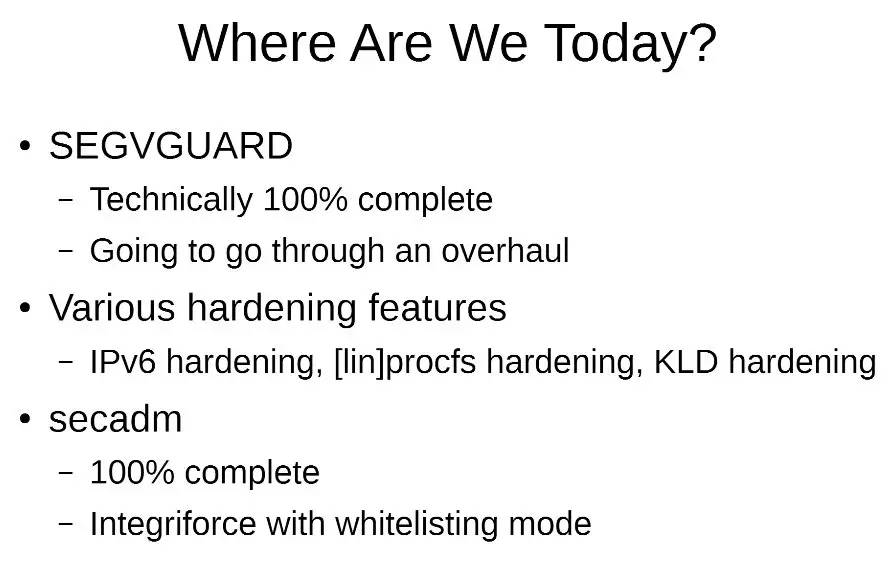 Where Are We Today?
• SEGVGUARD
– Technically 100% complete
– Going to go through an overhaul
• Various hardening features
– IPv6 hardening, [lin]procfs hardening, KLD hardening
• secadm
– 100% complete
– Integriforce with whitelisting mode